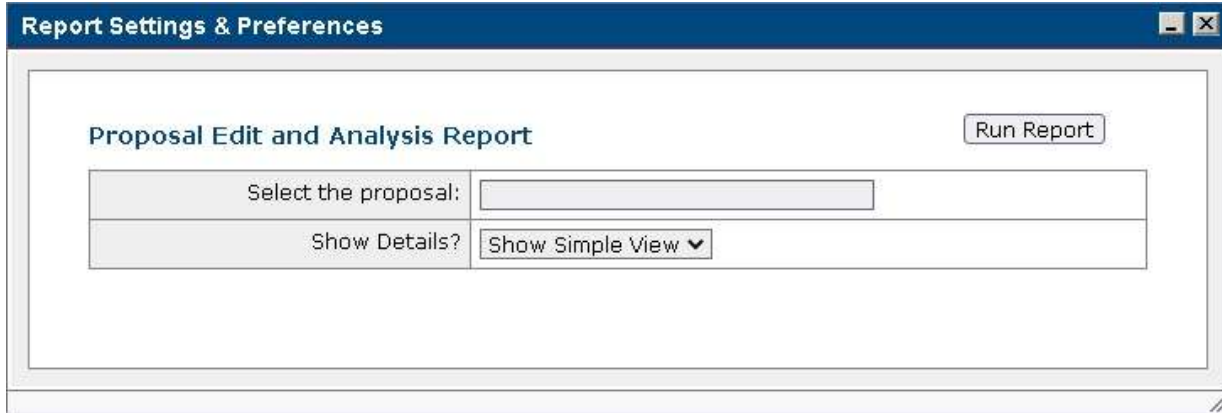 Report Settings & Preferences
Proposal Edit and Analysis Report
Run Report
Select the proposal:
Show Details? Show Simple View